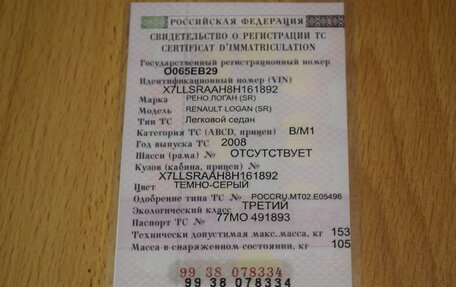 РОССИЙСКАЯ ФЕДЕРАЦИЯ
СВИДЕТЕЛЬСТВО О РЕГИСТРАЦИИ ТС
CERTIFICAT D'IMMATRICULATION
Государственный регистрационный номер
О065ЕВ29
Идентификационный номер (VIN)
X7LLSRAAH8H161892
Марка РЕНО ЛОГАН (SR)
Модель RENAULT LOGAN (SR)
Тип ТС Легковой седан
Категория ТС (ABCD, прицеп) B/M1
Год выпуска ТС 2008
Шасси (рама) № ОТСУТСТВУЕТ
Кузов (кабина, прицеп) №
X7LLSRAAH8H161892
Цвет ТЕМНО-СЕРЫЙ
Одобрение типа ТС № РОССRU.МТ02.Е05496
Экологический класс ТРЕТИЙ
Паспорт ТС № 77МО 491893
Технически допустимая макс.масса, кг 153
Масса в снаряженном состоянии, кг 105
99 38 078334
99 38 078334